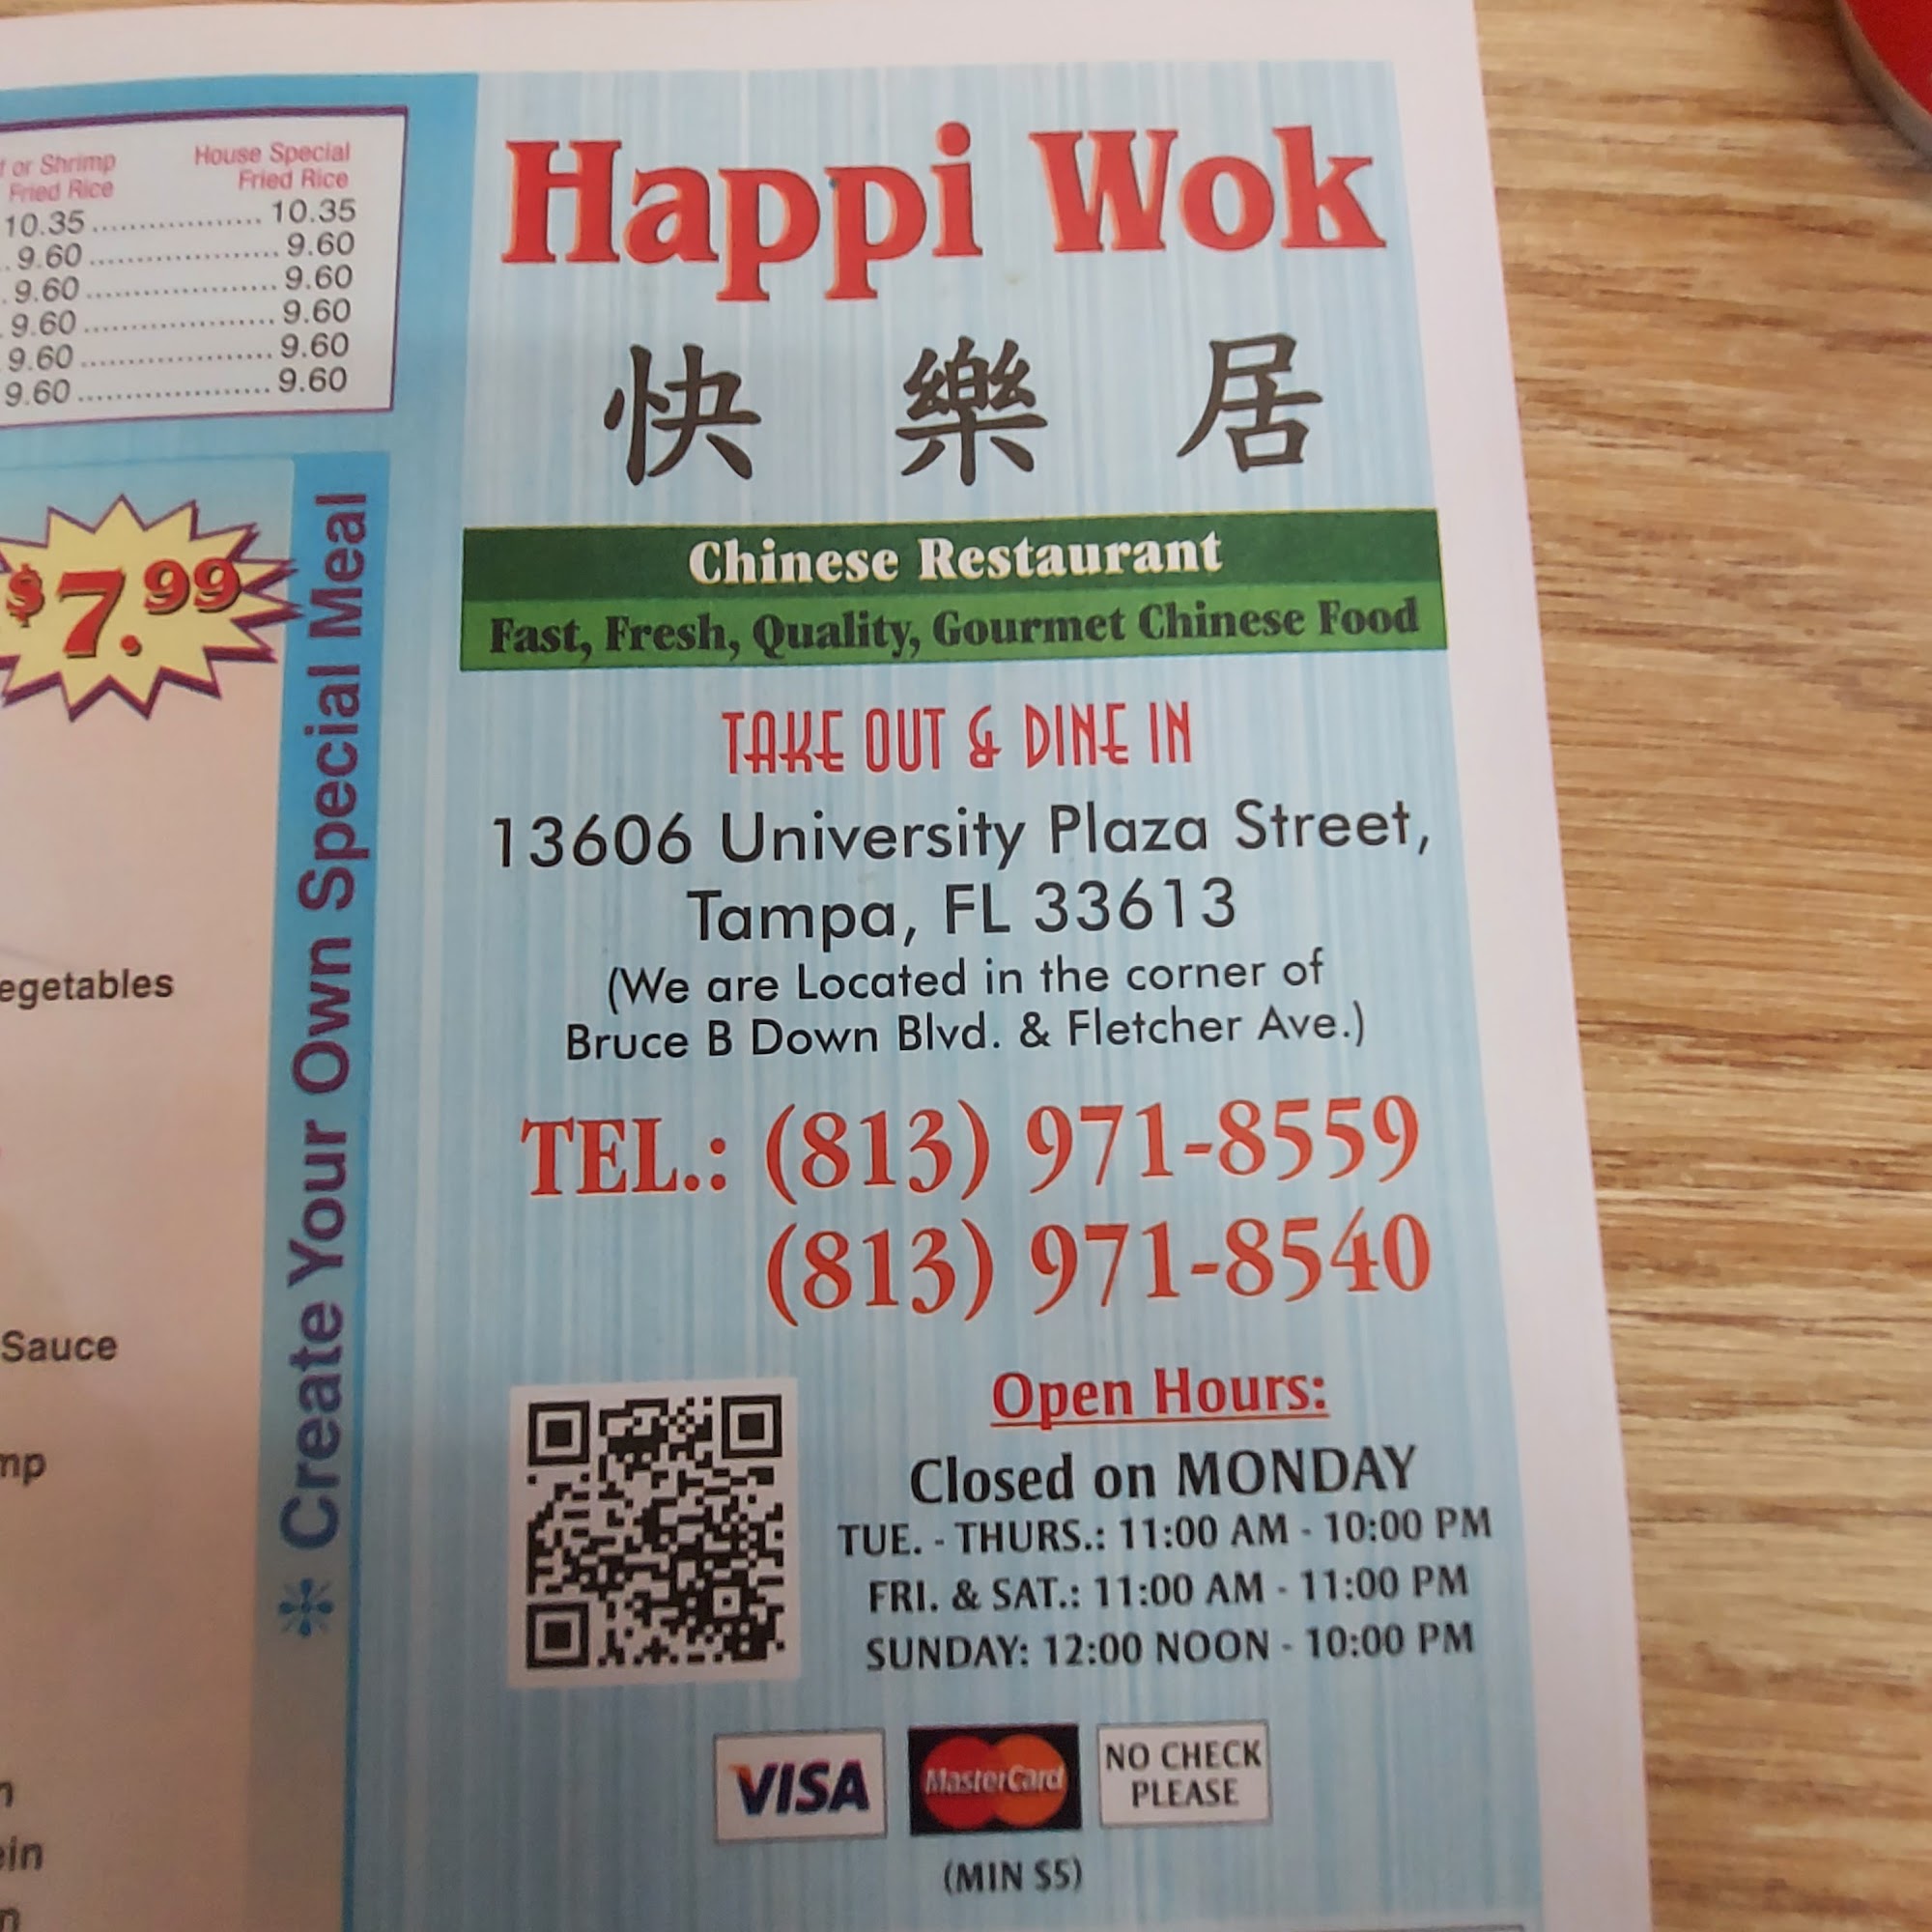 or Shrimp
Fried Rice
House Special
Fried Rice
10.35 ................. 10.35
9.60 ..................... 9.60
9.60 ..................... 9.60
9.60 ..................... 9.60
9.60 ..................... 9.60
9.60 ..................... 9.60
$7.99
Create Your Own Special Meal
Sauce
Happi Wok
快樂居
Chinese Restaurant
Fast, Fresh, Quality, Gourmet Chinese Food
TAKE OUT & DINE IN
13606 University Plaza Street,
Tampa, FL 33613
(We are Located in the corner of
Bruce B Down Blvd. & Fletcher Ave.)
TEL.: (813) 971-8559
(813) 971-8540
Open Hours:
Closed on MONDAY
TUE. - THURS.: 11:00 AM - 10:00 PM
FRI. & SAT.: 11:00 AM - 11:00 PM
SUNDAY: 12:00 NOON - 10:00 PM
VISA
MasterCard
NO CHECK
PLEASE
(MIN $5)